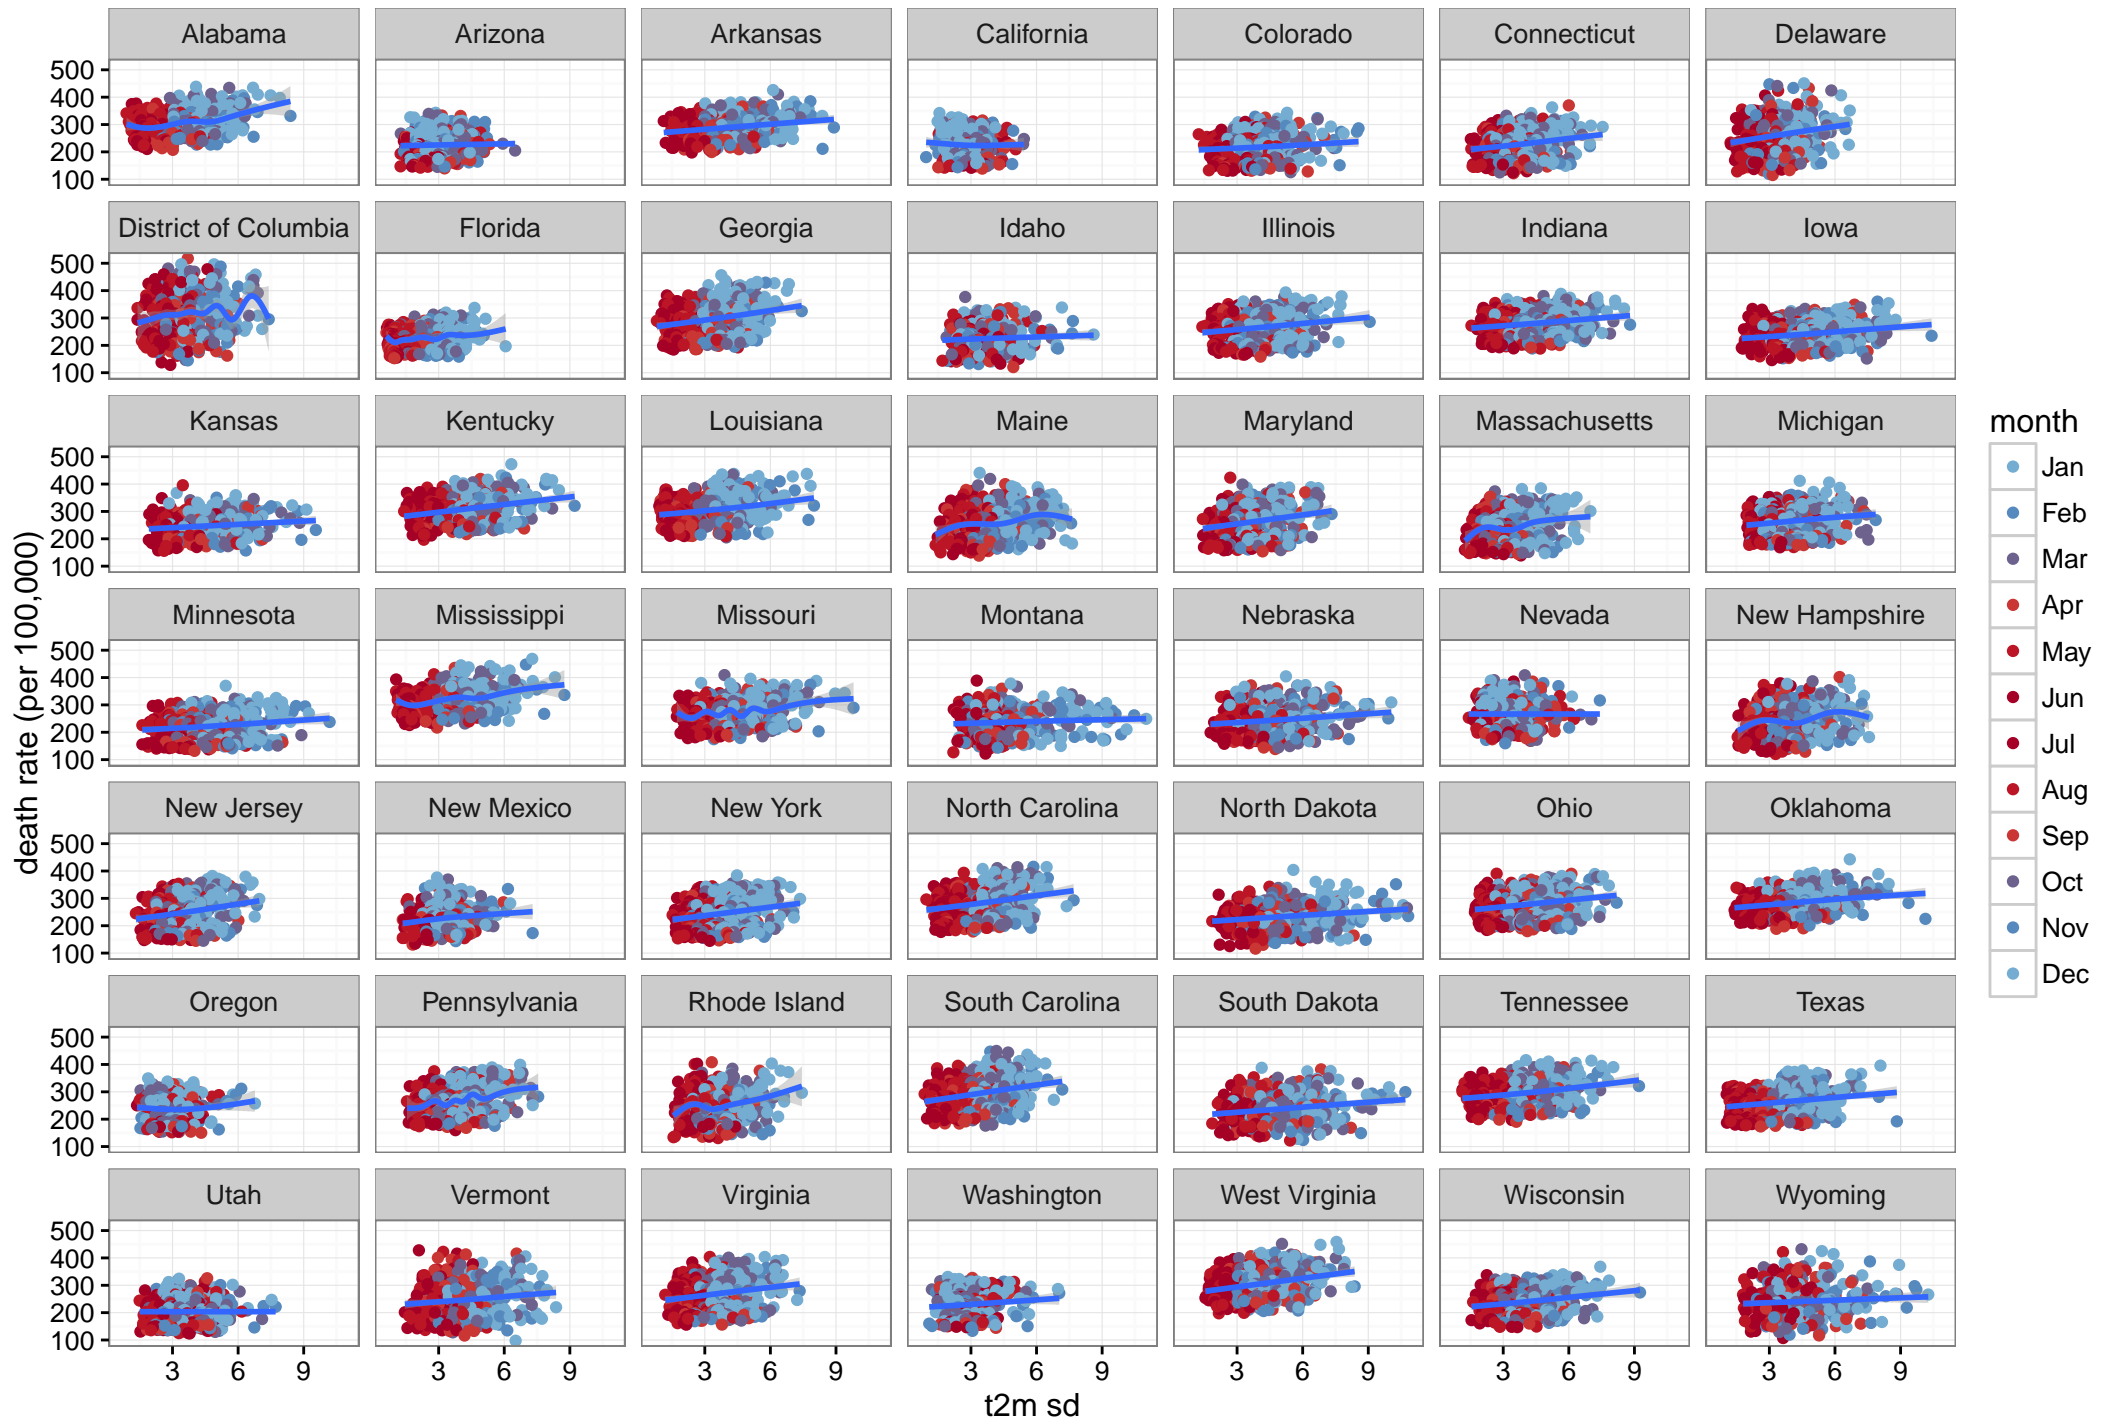 Alabama Arizona Arkansas California Colorado Connecticut Delaware
500
400
300
200
100
District of Columbia Florida Georgia Idaho Illinois Indiana Iowa
500
400
300
200
100
Kansas Kentucky Louisiana Maine Maryland Massachusetts Michigan
500
400
300
200
100
Minnesota Mississippi Missouri Montana Nebraska Nevada New Hampshire
500
400
300
200
100
New Jersey New Mexico New York North Carolina North Dakota Ohio Oklahoma
500
400
300
200
100
Oregon Pennsylvania Rhode Island South Carolina South Dakota Tennessee Texas
500
400
300
200
100
Utah Vermont Virginia Washington West Virginia Wisconsin Wyoming
500
400
300
200
100
3 6 9 3 6 9 3 6 9 3 6 9 3 6 9 3 6 9 3 6 9
t2m sd
death rate (per 100,000)
month
Jan
Feb
Mar
Apr
May
Jun
Jul
Aug
Sep
Oct
Nov
Dec